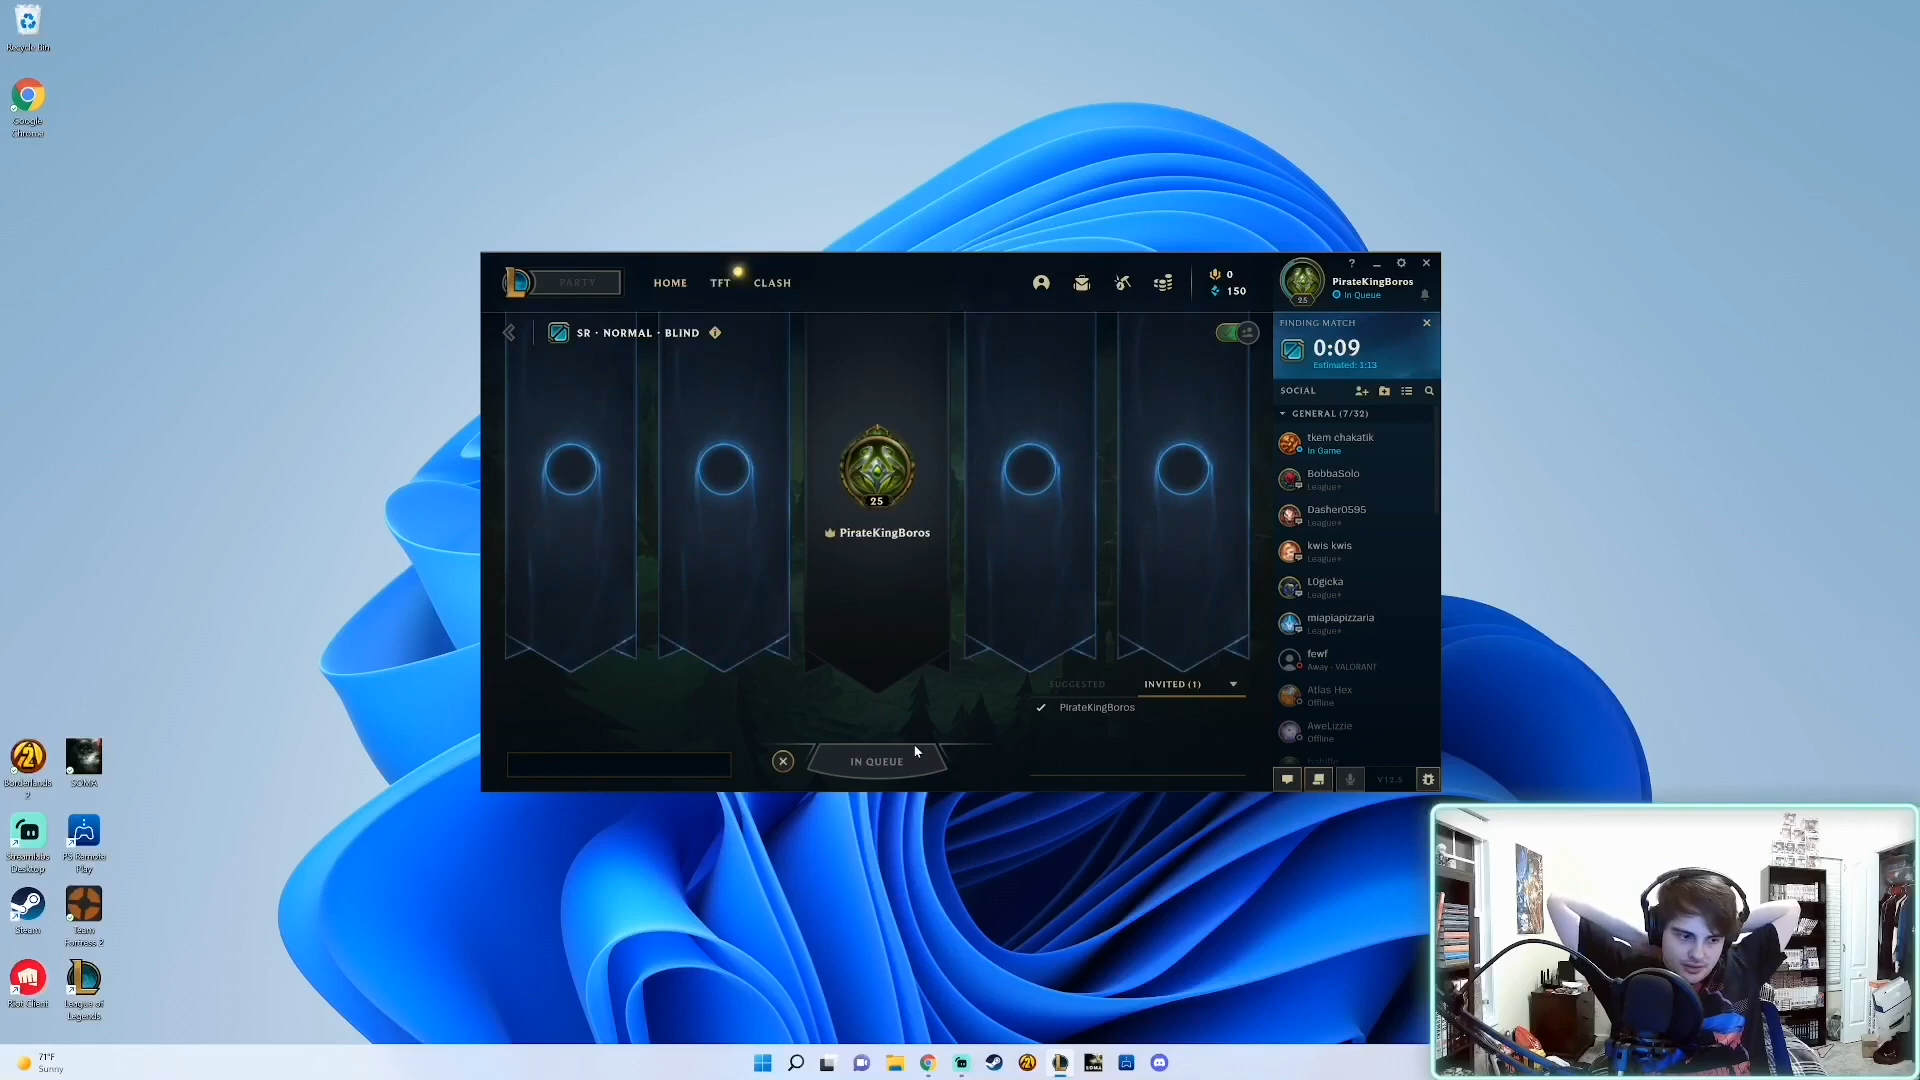 Recycle Bin
Google
Chrome
Borderlands
2
SOMA
Streamlabs
Desktop
PS Remote
Play
Steam
Team
Fortress 2
Riot Client
League of
Legends
PARTY
HOME
TFT
CLASH
0
150
25
PirateKingBoros
In Queue
SR · NORMAL · BLIND
FINDING MATCH
0:09
Estimated: 1:13
SOCIAL
GENERAL (7/32)
tkem chakatik
In Game
BobbaSolo
League+
Dasher0595
League+
kwis kwis
League+
L0gicka
League+
miapiapizzaria
League+
fewf
Away - VALORANT
Atlas Hex
Offline
AweLizzie
Offline
25
PirateKingBoros
SUGGESTED
INVITED (1)
PirateKingBoros
IN QUEUE
V12.5
71°F
Sunny
SOMA